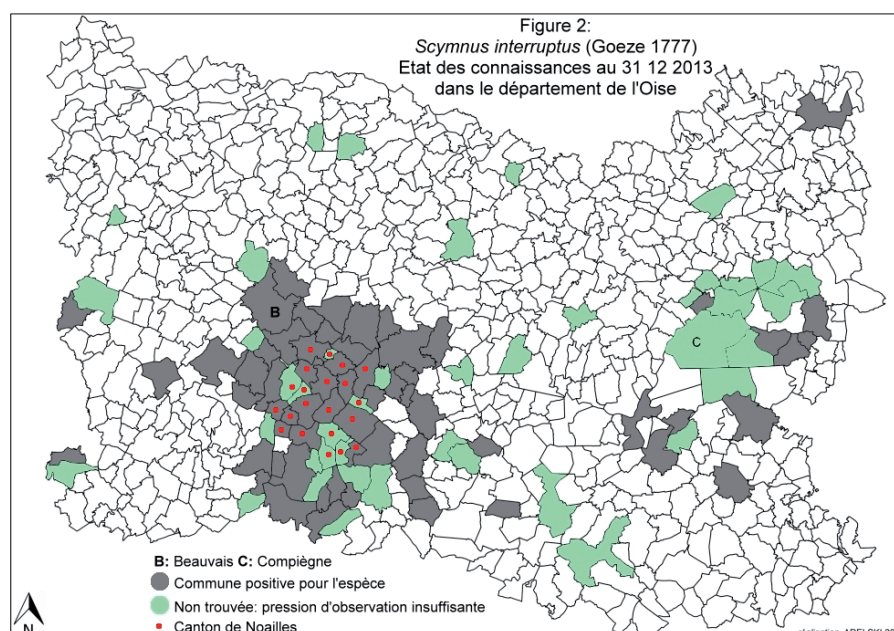 Figure 2:
Scymnus interruptus (Goeze 1777)
Etat des connaissances au 31 12 2013
dans le département de l'Oise
B
C
B: Beauvais C: Compiègne
Commune positive pour l'espèce
Non trouvée: pression d'observation insuffisante
Canton de Noailles
N